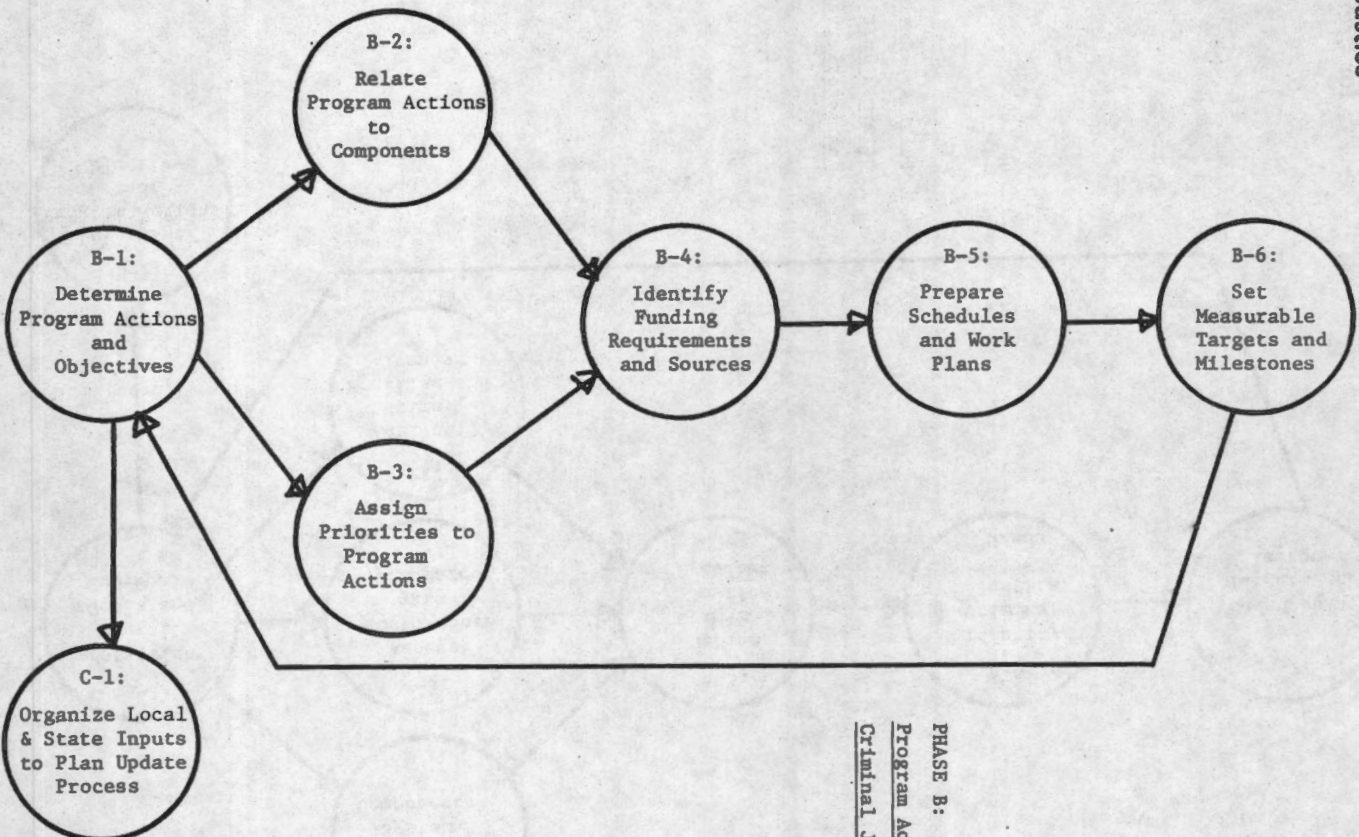 B-2:
Relate
Program Actions
to
Components
B-1:
Determine
Program Actions
and
Objectives
B-3:
Assign
Priorities to
Program
Actions
B-4:
Identify
Funding
Requirements
and Sources
B-5:
Prepare
Schedules
and Work
Plans
B-6:
Set
Measurable
Targets and
Milestones
C-1:
Organize Local
& State Inputs
to Plan Update
Process
PHASE B:
Program
Criminal